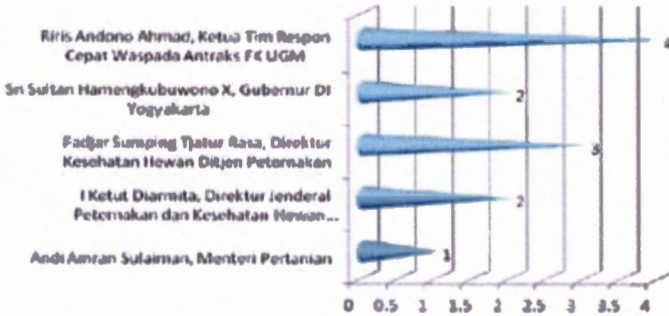 Riris Andono Ahmad, Ketua Tim Respon
Cepat Waspada Antraks FK UGM
4
Sri Sultan Hamengkubuwono X, Gubernur DI
Yogyakarta
2
Fadjar Sumping Tjatur Rasa, Direktur
Kesehatan Hewan Ditjen Peternakan
3
I Ketut Diarmita, Direktur Jenderal
Peternakan dan Kesehatan Hewan...
2
Andi Amran Sulaiman, Menteri Pertanian
1
0 0.5 1 1.5 2 2.5 3 3.5 4